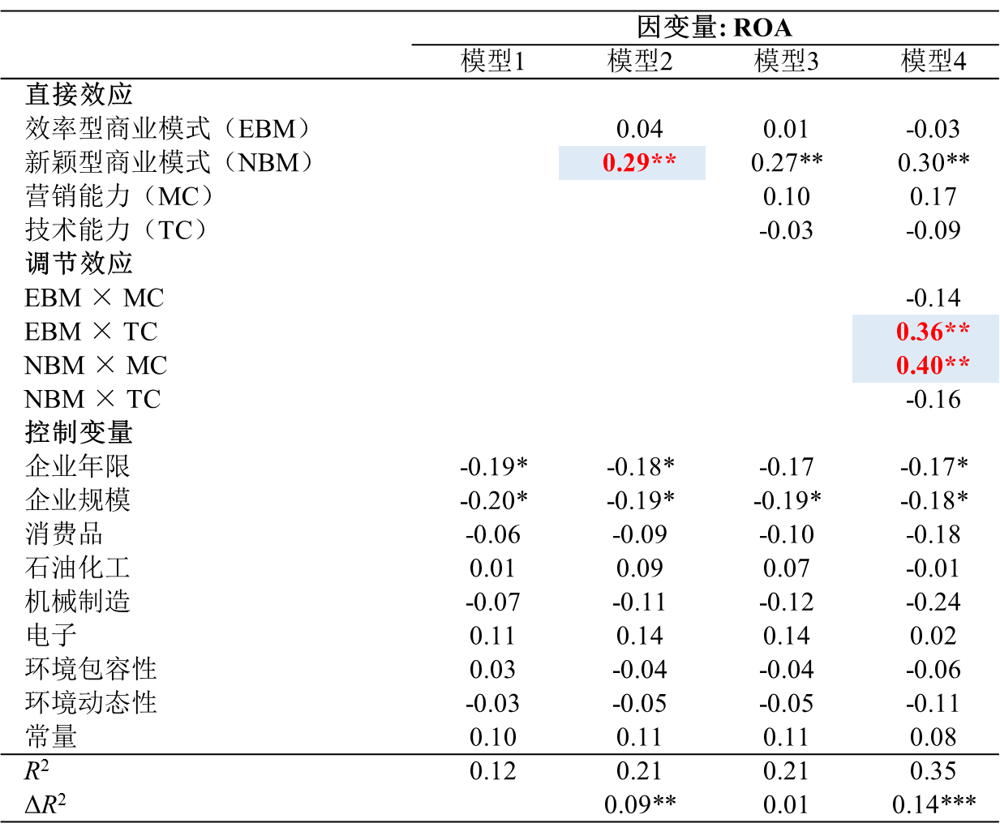 因变量: ROA
模型1 模型2 模型3 模型4
直接效应
效率型商业模式（EBM） 0.04 0.01 -0.03
新颖型商业模式（NBM） 0.29** 0.27** 0.30**
营销能力（MC） 0.10 0.17
技术能力（TC） -0.03 -0.09
调节效应
EBM × MC -0.14
EBM × TC 0.36**
NBM × MC 0.40**
NBM × TC -0.16
控制变量
企业年限 -0.19* -0.18* -0.17 -0.17*
企业规模 -0.20* -0.19* -0.19* -0.18*
消费品 -0.06 -0.09 -0.10 -0.18
石油化工 0.01 0.09 0.07 -0.01
机械制造 -0.07 -0.11 -0.12 -0.24
电子 0.11 0.14 0.14 0.02
环境包容性 0.03 -0.04 -0.04 -0.06
环境动态性 -0.03 -0.05 -0.05 -0.11
常量 0.10 0.11 0.11 0.08
R² 0.12 0.21 0.21 0.35
ΔR² 0.09** 0.01 0.14***